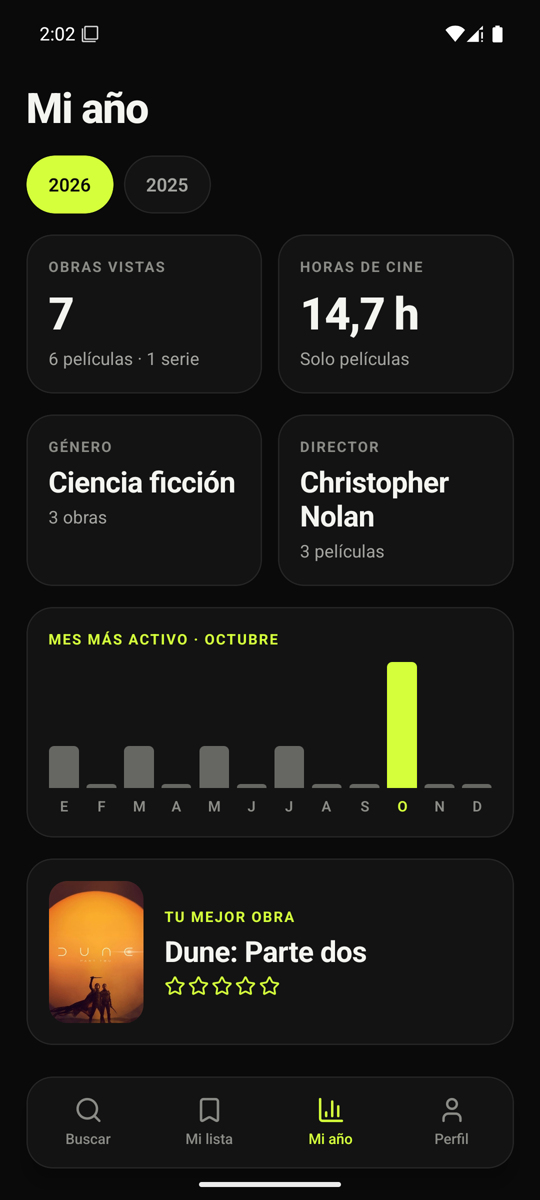 2:02
Mi año
2026
2025
OBRAS VISTAS
7
6 películas · 1 serie
HORAS DE CINE
14,7 h
Solo películas
GÉNERO
Ciencia ficción
3 obras
DIRECTOR
Christopher
Nolan
3 películas
MES MÁS ACTIVO · OCTUBRE
E F M A M J J A S O N D
DUNE
TU MEJOR OBRA
Dune: Parte dos
Buscar
Mi lista
Mi año
Perfil